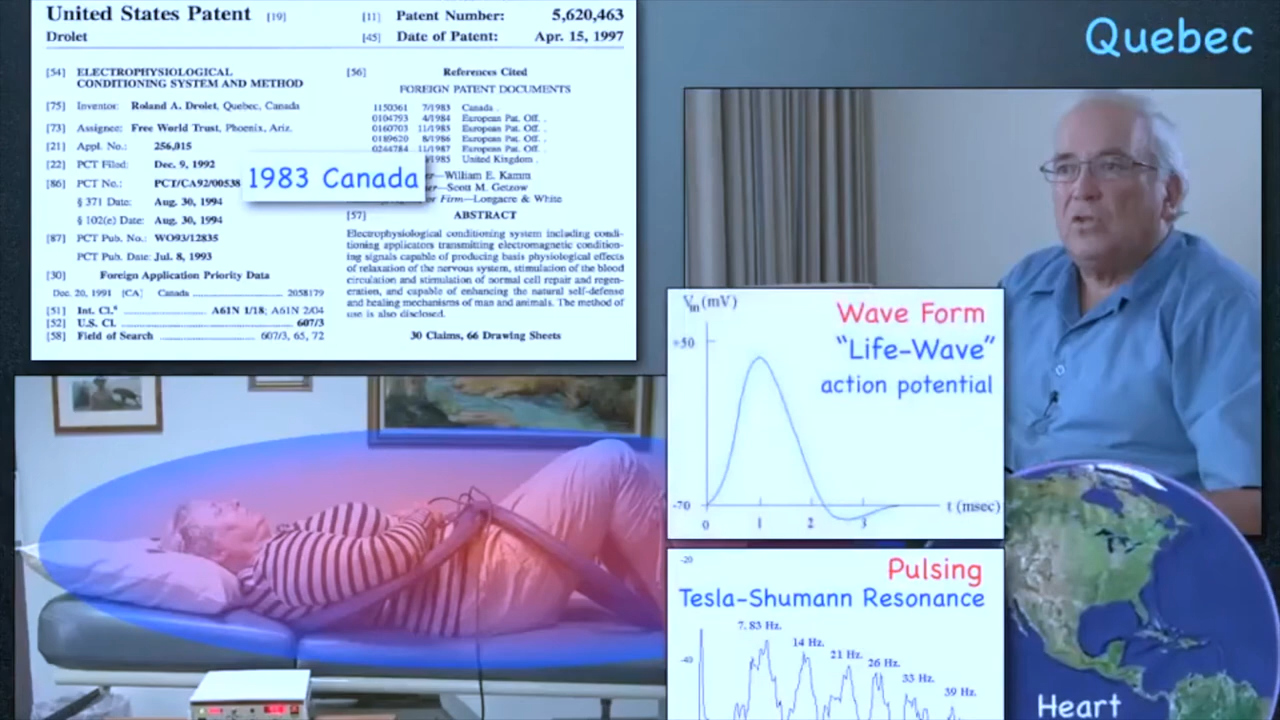 United States Patent [19]
Drolet
[11] Patent Number: 5,620,463
[45] Date of Patent: Apr. 15, 1997
[54] ELECTROPHYSIOLOGICAL
CONDITIONING SYSTEM AND METHOD
[75] Inventor: Roland A. Drolet, Quebec, Canada
[73] Assignee: Free World Trust, Phoenix, Ariz.
[21] Appl. No.: 256,015
[22] PCT Filed: Dec. 9, 1992
[86] PCT No.: PCT/CA92/00538
§ 371 Date: Aug. 30, 1994
§ 102(e) Date: Aug. 30, 1994
[87] PCT Pub. No.: WO93/12835
PCT Pub. Date: Jul. 8, 1993
[30] Foreign Application Priority Data
Dec. 20, 1991 [CA] Canada 2058179
[51] Int. Cl.6 A61N 1/18; A61N 2/04
[52] U.S. Cl. 607/3
[58] Field of Search 607/3, 65, 72
[56] References Cited
FOREIGN PATENT DOCUMENTS
1150361 7/1983 Canada .
0104793 4/1984 European Pat. Off. .
0160703 11/1985 European Pat. Off. .
0189620 8/1986 European Pat. Off. .
0244784 11/1987 European Pat. Off. .
/1985 United Kingdom .
er—William E. Kamm
ner—Scott M. Getzow
or Firm—Longacre & White
[57] ABSTRACT
Electrophysiological conditioning system including condi-
tioning applicators transmitting electromagnetic condition-
ing signals capable of producing basis physiological effects
of relaxation of the nervous system, stimulation of the blood
circulation and stimulation of normal cell repair and regen-
eration, and capable of enhancing the natural self-defense
and healing mechanisms of man and animals. The method of
use is also disclosed.
30 Claims, 66 Drawing Sheets
1983 Canada
Quebec
Vm (mV)
+50
-70
0 1 2 3
t (msec)
Wave Form
"Life-Wave"
action potential
-20
-40
Pulsing
Tesla-Shumann Resonance
7.83 Hz.
14 Hz.
21 Hz.
26 Hz.
33 Hz.
39 Hz.
Heart